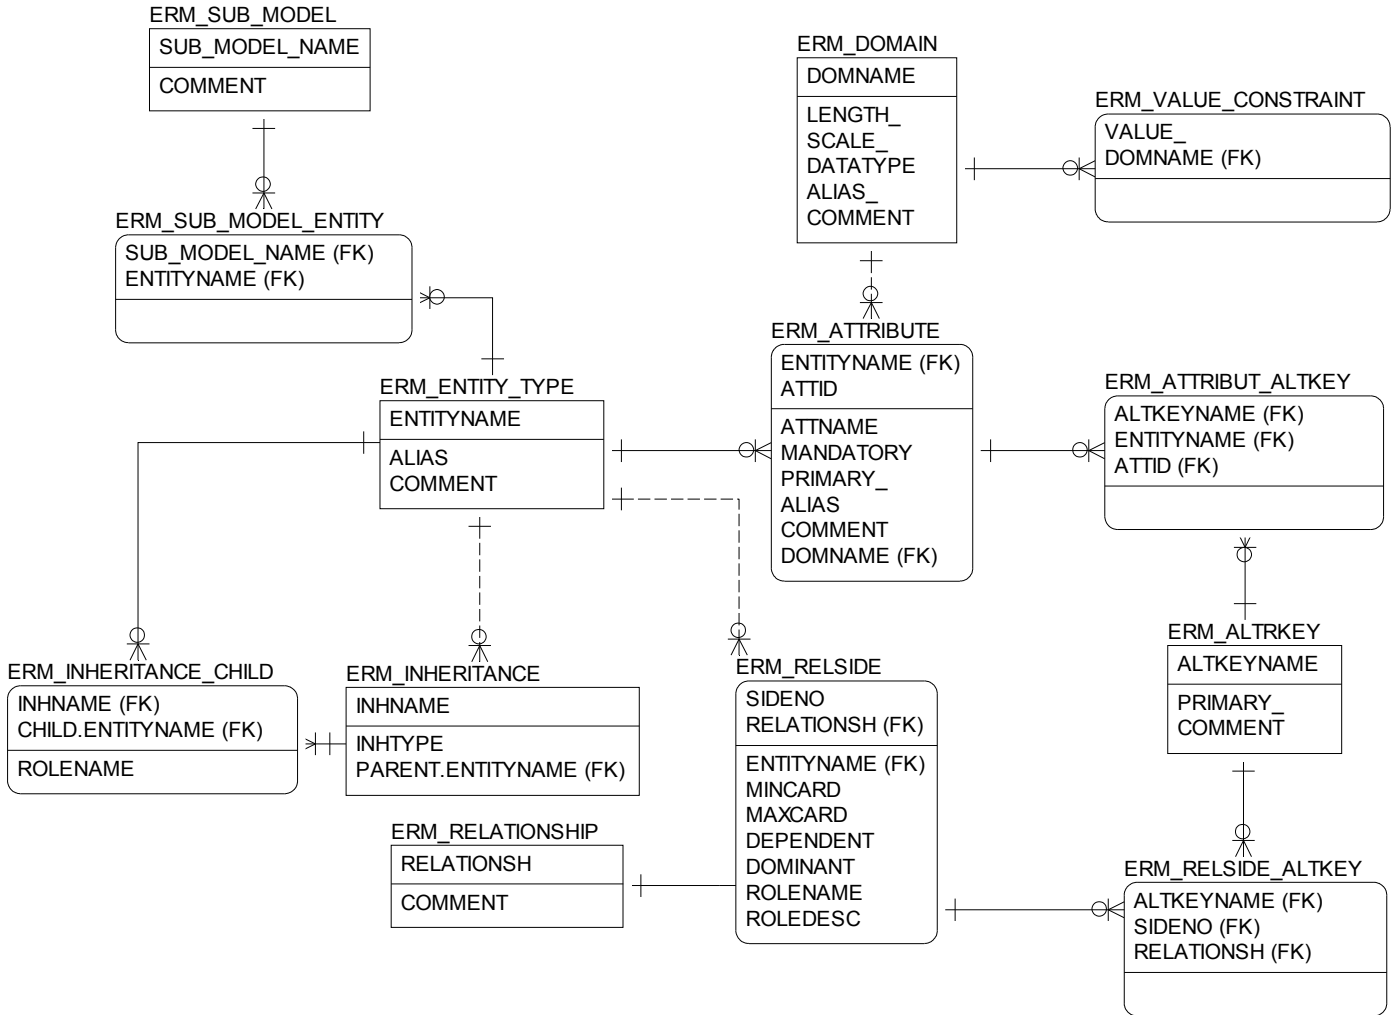 ERM_SUB_MODEL
SUB_MODEL_NAME
COMMENT
ERM_DOMAIN
DOMNAME
LENGTH_
SCALE_
DATATYPE
ALIAS_
COMMENT
ERM_VALUE_CONSTRAINT
VALUE_
DOMNAME (FK)
ERM_SUB_MODEL_ENTITY
SUB_MODEL_NAME (FK)
ENTITYNAME (FK)
ERM_ENTITY_TYPE
ENTITYNAME
ALIAS
COMMENT
ERM_ATTRIBUTE
ENTITYNAME (FK)
ATTID
ATTNAME
MANDATORY
PRIMARY_
ALIAS
COMMENT
DOMNAME (FK)
ERM_ATTRIBUT_ALTKEY
ALTKEYNAME (FK)
ENTITYNAME (FK)
ATTID (FK)
ERM_INHERITANCE_CHILD
INHNAME (FK)
CHILD.ENTITYNAME (FK)
ROLENAME
ERM_INHERITANCE
INHNAME
INHTYPE
PARENT.ENTITYNAME (FK)
ERM_RELSIDE
SIDENO
RELATIONSH (FK)
ENTITYNAME (FK)
MINCARD
MAXCARD
DEPENDENT
DOMINANT
ROLENAME
ROLEDESC
ERM_ALTRKEY
ALTKEYNAME
PRIMARY_
COMMENT
ERM_RELATIONSHIP
RELATIONSH
COMMENT
ERM_RELSIDE_ALTKEY
ALTKEYNAME (FK)
SIDENO (FK)
RELATIONSH (FK)